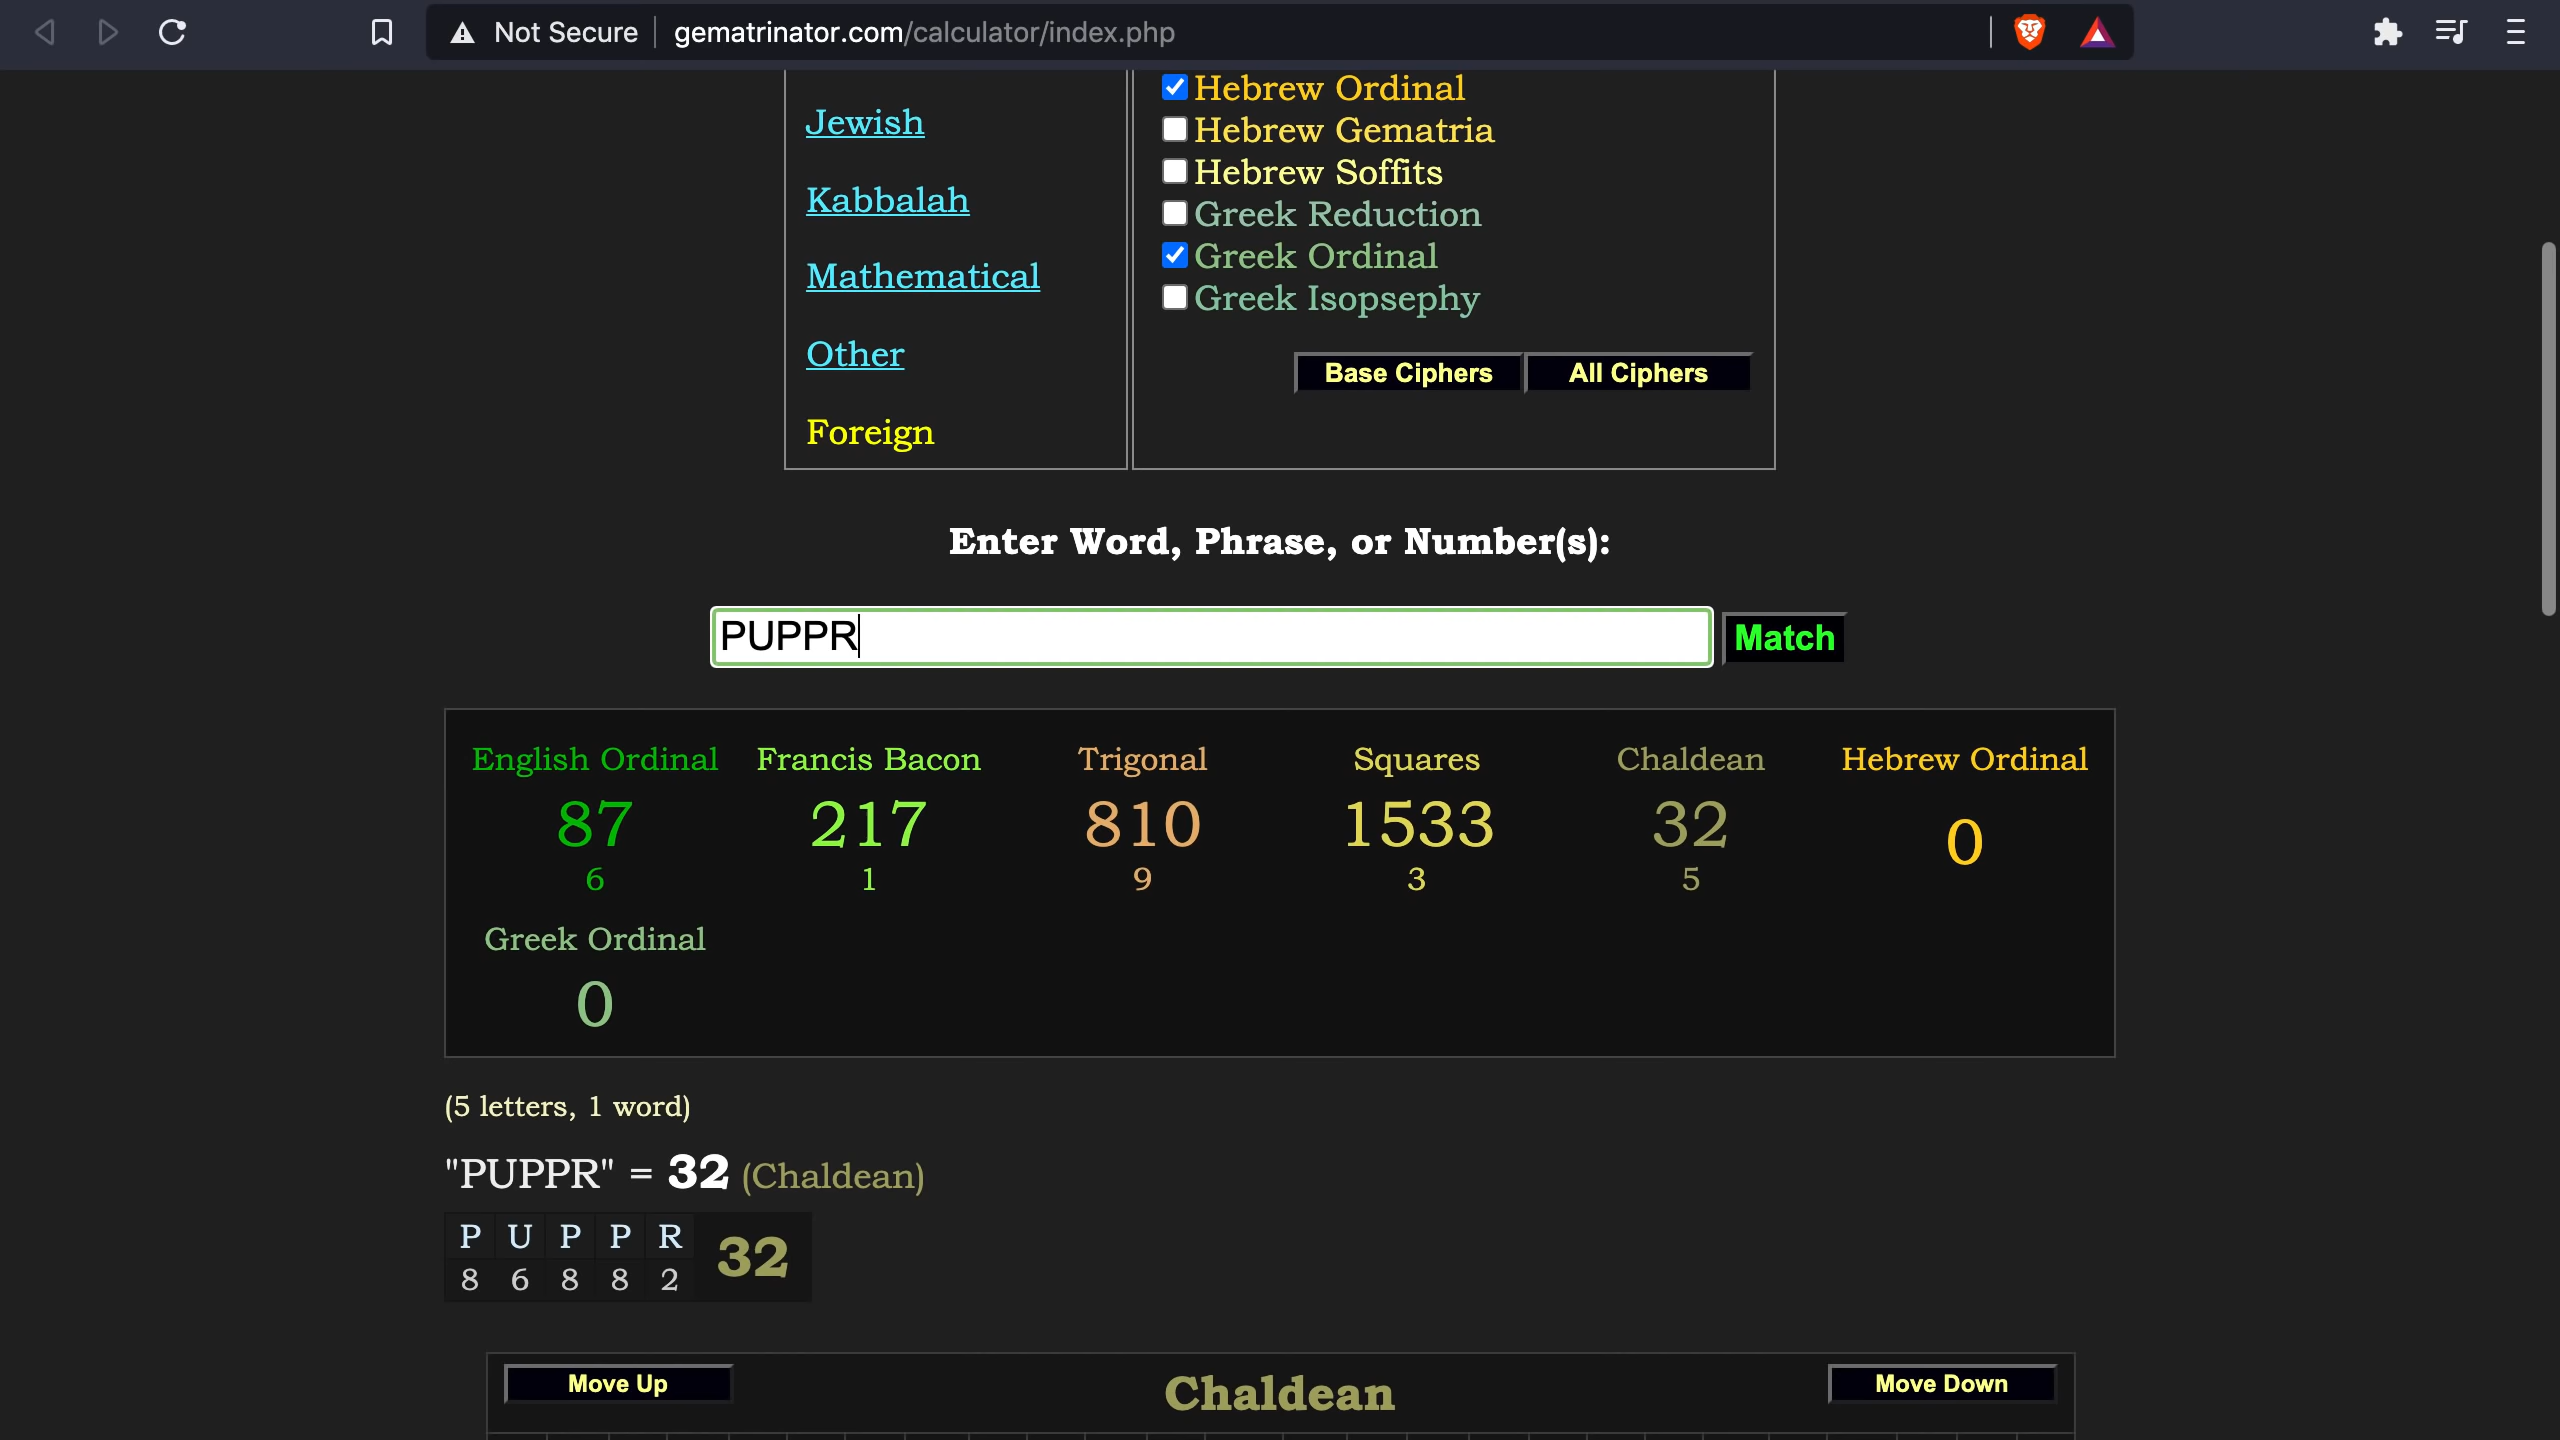 Not Secure gematrinator.com/calculator/index.php
Jewish
Kabbalah
Mathematical
Other
Foreign
Hebrew Ordinal
Hebrew Gematria
Hebrew Soffits
Greek Reduction
Greek Ordinal
Greek Isopsephy
Base Ciphers All Ciphers
Enter Word, Phrase, or Number(s):
PUPPR Match
English Ordinal Francis Bacon Trigonal Squares Chaldean Hebrew Ordinal
87 217 810 1533 32 0
6 1 9 3 5
Greek Ordinal
0
(5 letters, 1 word)
"PUPPR" = 32 (Chaldean)
P U P P R 32
8 6 8 8 2
Move Up Chaldean Move Down